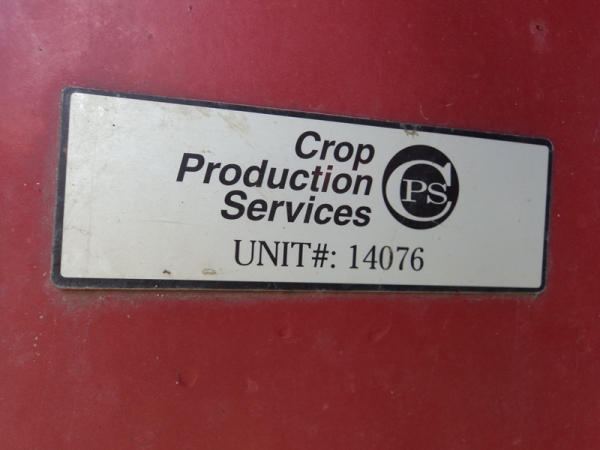 Crop
Production
Services
CPS
UNIT#: 14076